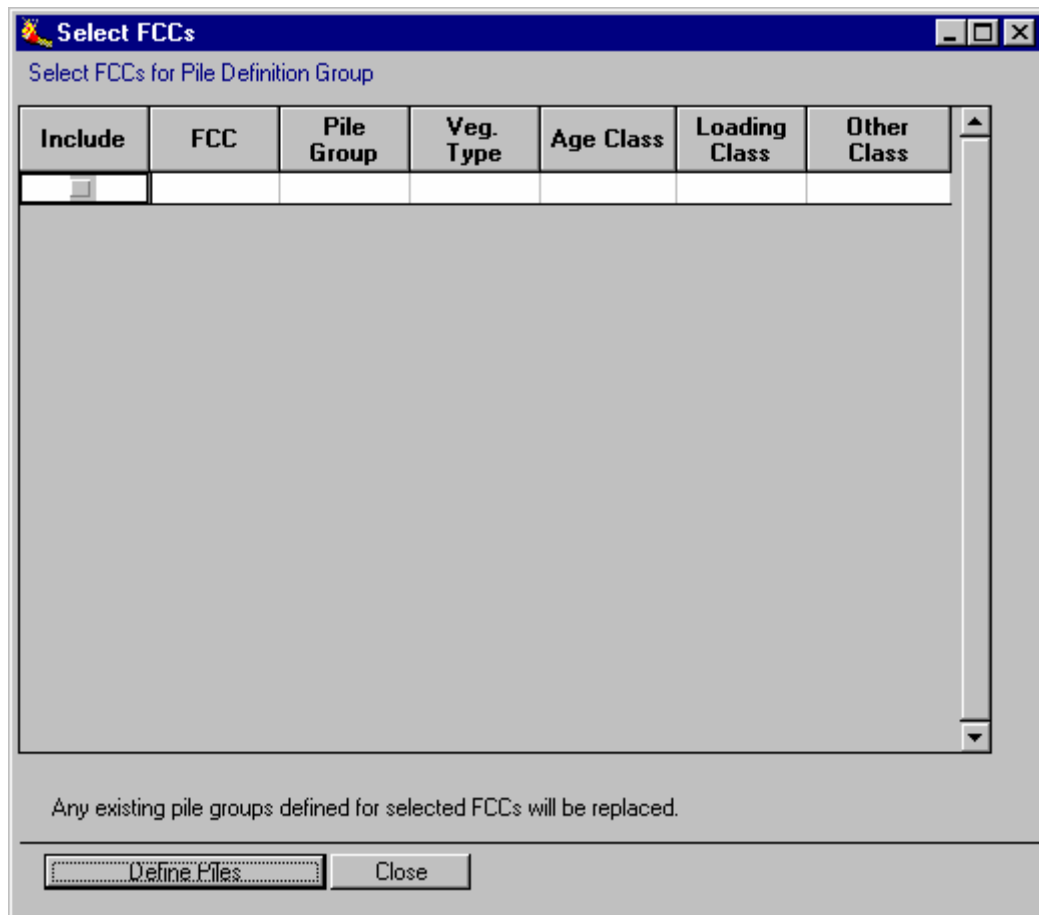 Select FCCs
Select FCCs for Pile Definition Group
Include FCC Pile Group Veg. Type Age Class Loading Class Other Class
Any existing pile groups defined for selected FCCs will be replaced.
Define Piles Close